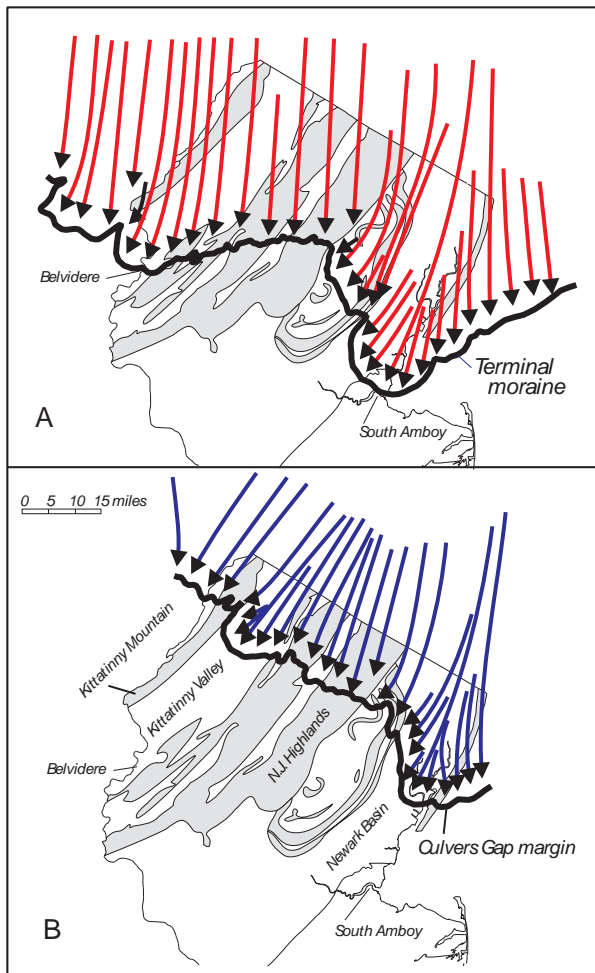 Belvidere
Terminal
moraine
A
South Amboy
0 5 10 15 miles
Kittatinny Mountain
Kittatinny Valley
Belvidere
N.J. Highlands
Newark Basin
Culvers Gap margin
South Amboy
B